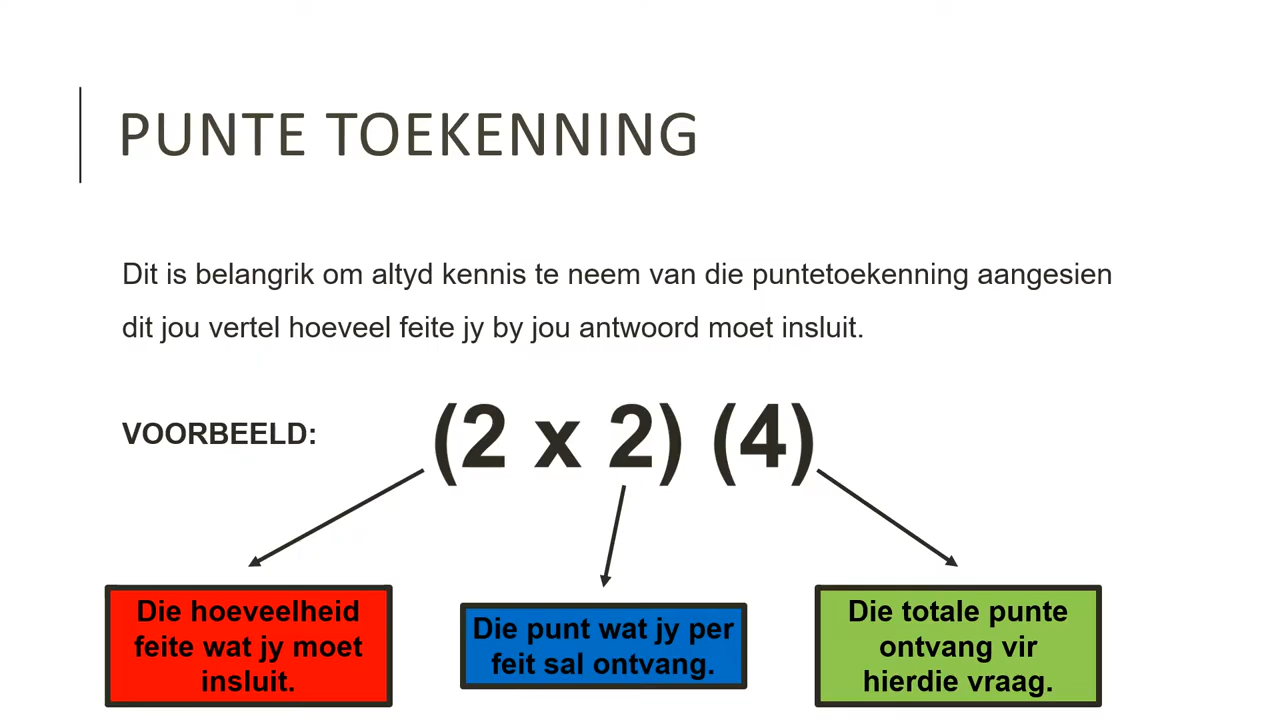 PUNTE TOEKENNING
Dit is belangrik om altyd kennis te neem van die puntetoekenning aangesien
dit jou vertel hoeveel feite jy by jou antwoord moet insluit.
VOORBEELD: (2 x 2) (4)
Die hoeveelheid
feite wat jy moet
insluit.
Die punt wat jy per
feit sal ontvang.
Die totale punte
ontvang vir
hierdie vraag.